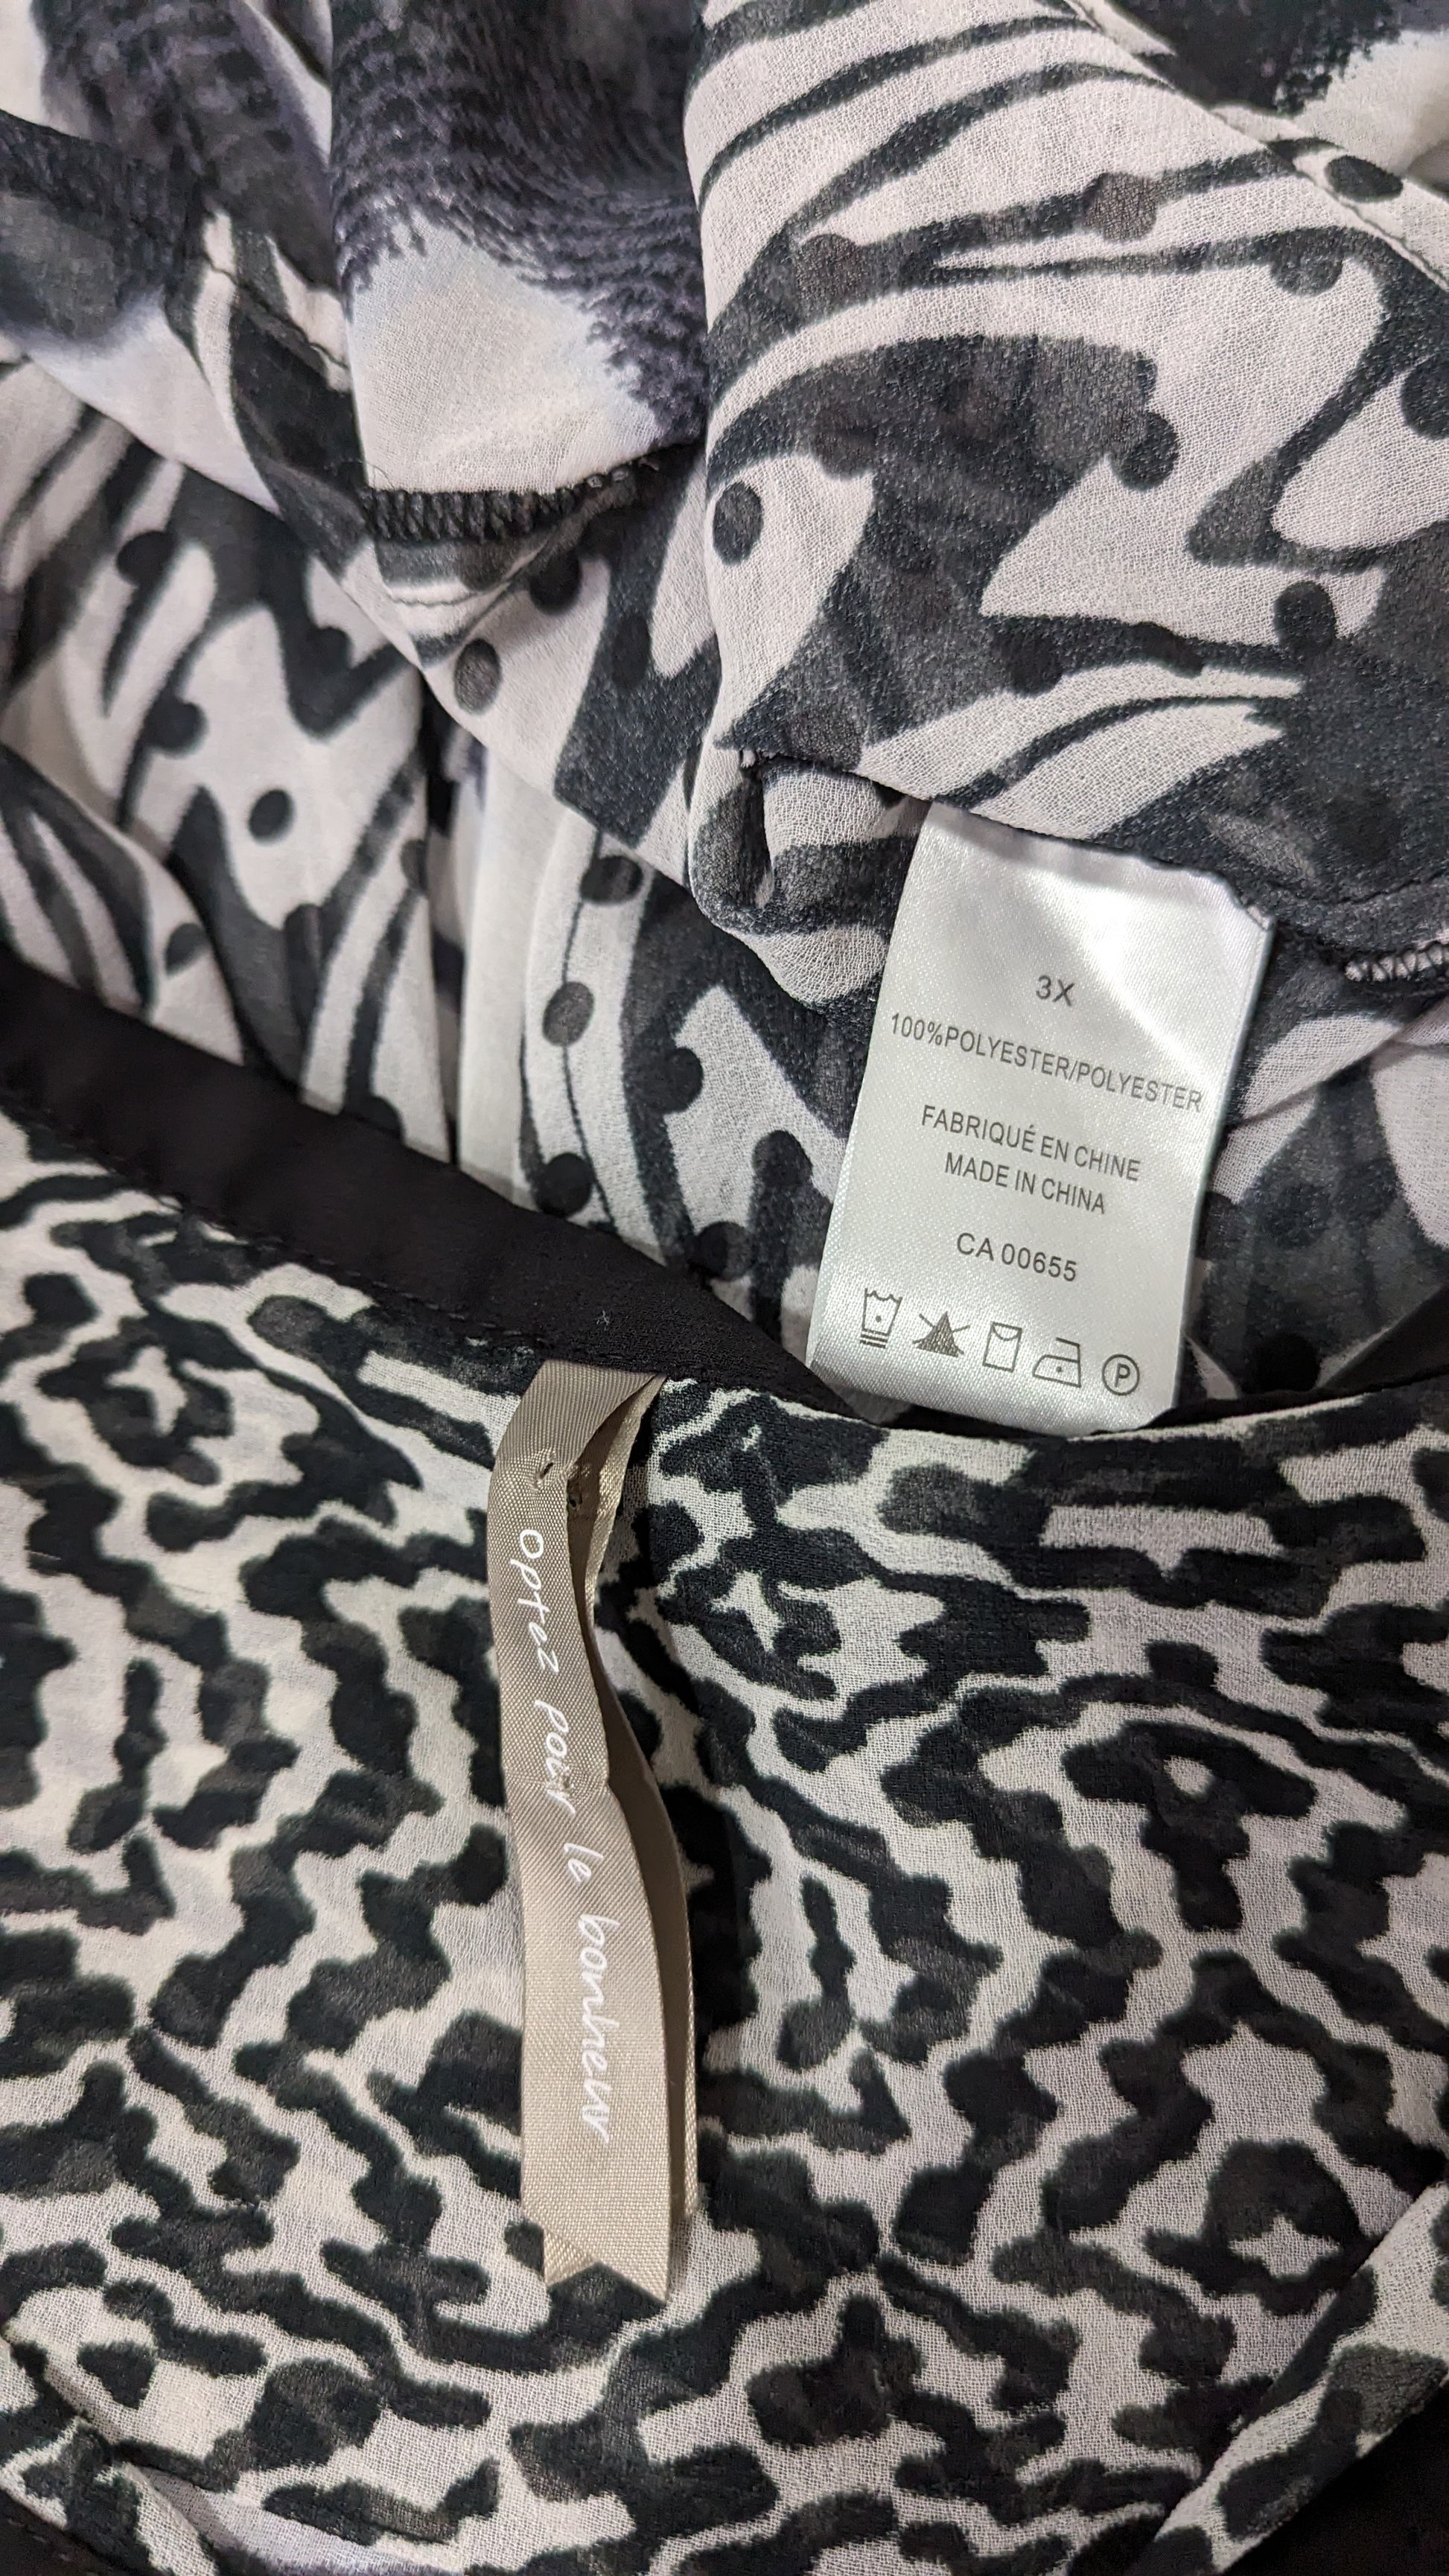 3X
100%POLYESTER/POLYESTER
FABRIQUÉ EN CHINE
MADE IN CHINA
CA 00655
P
optez pour le bonheur